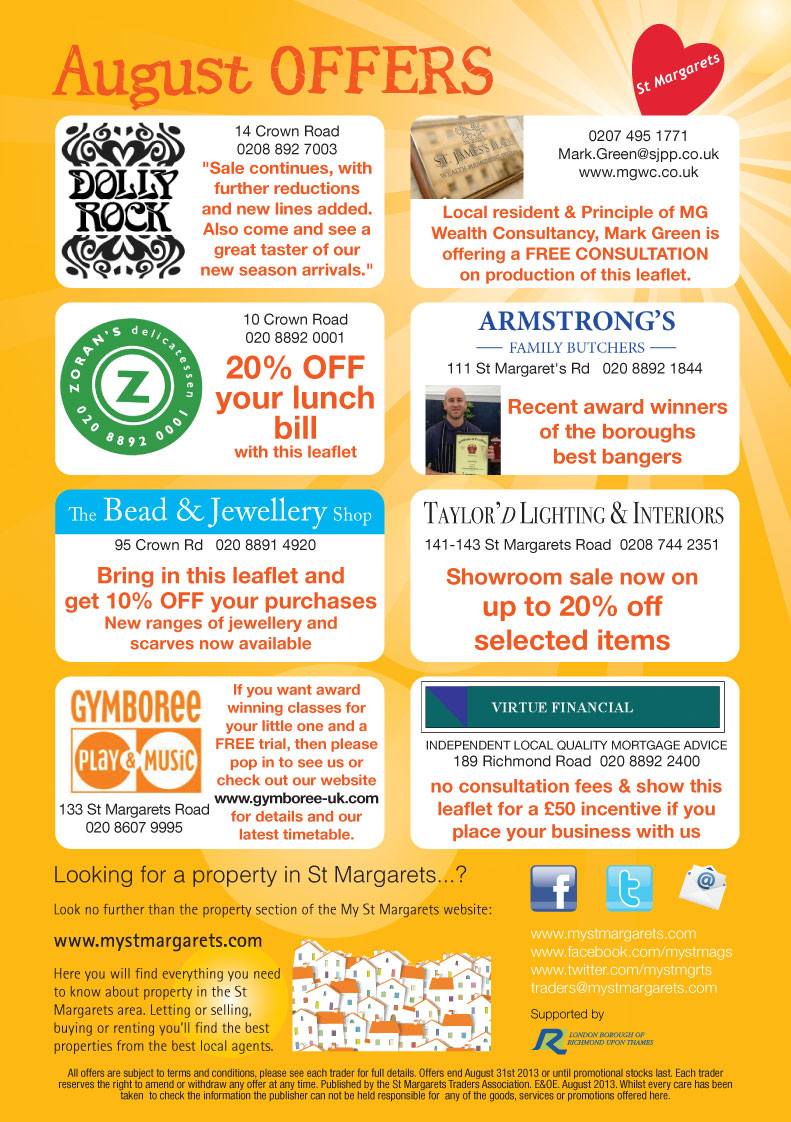 August OFFERS
St Margarets
DOLLY
ROCK
14 Crown Road
0208 892 7003
"Sale continues, with
further reductions
and new lines added.
Also come and see a
great taster of our
new season arrivals."
ST. JAMES'S PLACE
WEALTH MANAGEMENT
0207 495 1771
Mark.Green@sjpp.co.uk
www.mgwc.co.uk
Local resident & Principle of MG
Wealth Consultancy, Mark Green is
offering a FREE CONSULTATION
on production of this leaflet.
ZORAN'S delicatessen
Z
020 8892 0001
10 Crown Road
020 8892 0001
20% OFF
your lunch
bill
with this leaflet
ARMSTRONG'S
FAMILY BUTCHERS
111 St Margaret's Rd 020 8892 1844
Recent award winners
of the boroughs
best bangers
The Bead & Jewellery Shop
95 Crown Rd 020 8891 4920
Bring in this leaflet and
get 10% OFF your purchases
New ranges of jewellery and
scarves now available
TAYLOR'D LIGHTING & INTERIORS
141-143 St Margarets Road 0208 744 2351
Showroom sale now on
up to 20% off
selected items
GYMBOREE
PLAY & MUSIC
133 St Margarets Road
020 8607 9995
If you want award
winning classes for
your little one and a
FREE trial, then please
pop in to see us or
check out our website
www.gymboree-uk.com
for details and our
latest timetable.
VIRTUE FINANCIAL
INDEPENDENT LOCAL QUALITY MORTGAGE ADVICE
189 Richmond Road 020 8892 2400
no consultation fees & show this
leaflet for a £50 incentive if you
place your business with us
Looking for a property in St Margarets...?
Look no further than the property section of the My St Margarets website:
www.mystmargarets.com
Here you will find everything you need
to know about property in the St
Margarets area. Letting or selling,
buying or renting you'll find the best
properties from the best local agents.
f
t
@
www.mystmargarets.com
www.facebook.com/mystmags
www.twitter.com/mystmgrts
traders@mystmargarets.com
Supported by
LONDON BOROUGH OF
RICHMOND UPON THAMES
All offers are subject to terms and conditions, please see each trader for full details. Offers end August 31st 2013 or until promotional stocks last. Each trader
reserves the right to amend or withdraw any offer at any time. Published by the St Margarets Traders Association. E&OE. August 2013. Whilst every care has been
taken to check the information the publisher can not be held responsible for any of the goods, services or promotions offered here.